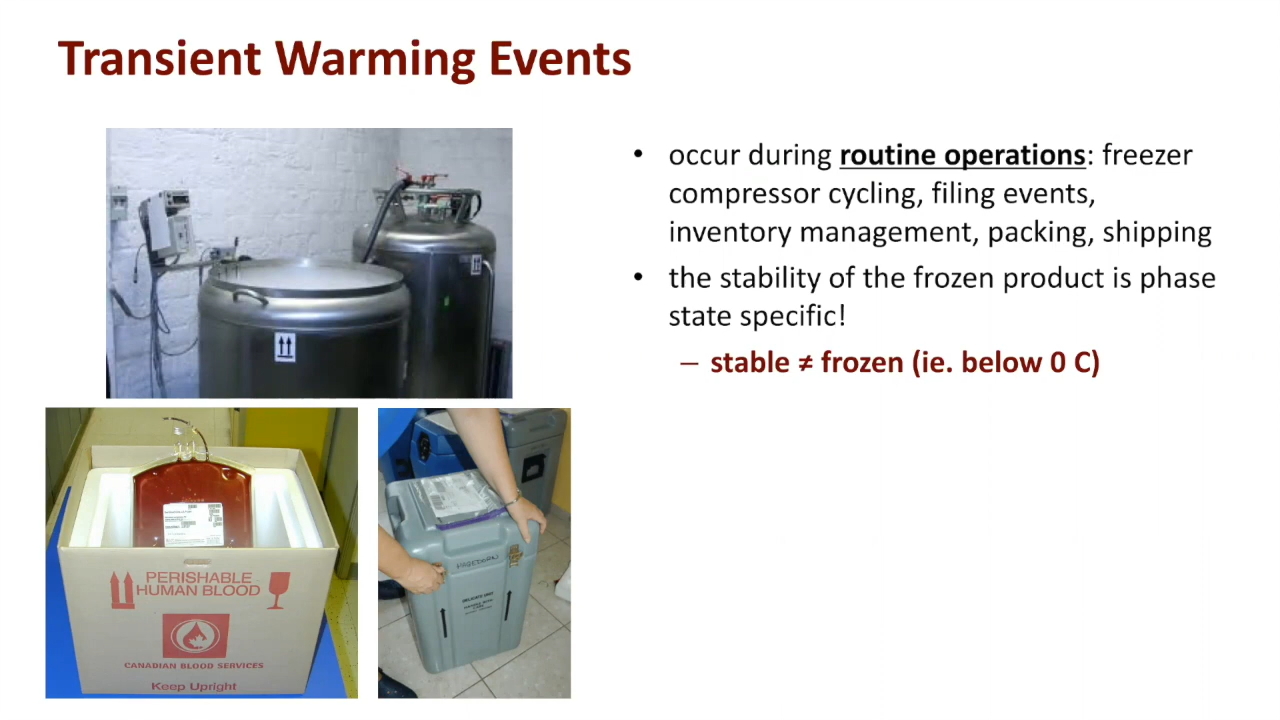 Transient Warming Events
• occur during routine operations: freezer
compressor cycling, filing events,
inventory management, packing, shipping
• the stability of the frozen product is phase
state specific!
– stable ≠ frozen (ie. below 0 C)
PERISHABLE
HUMAN BLOOD
CANADIAN BLOOD SERVICES
Keep Upright